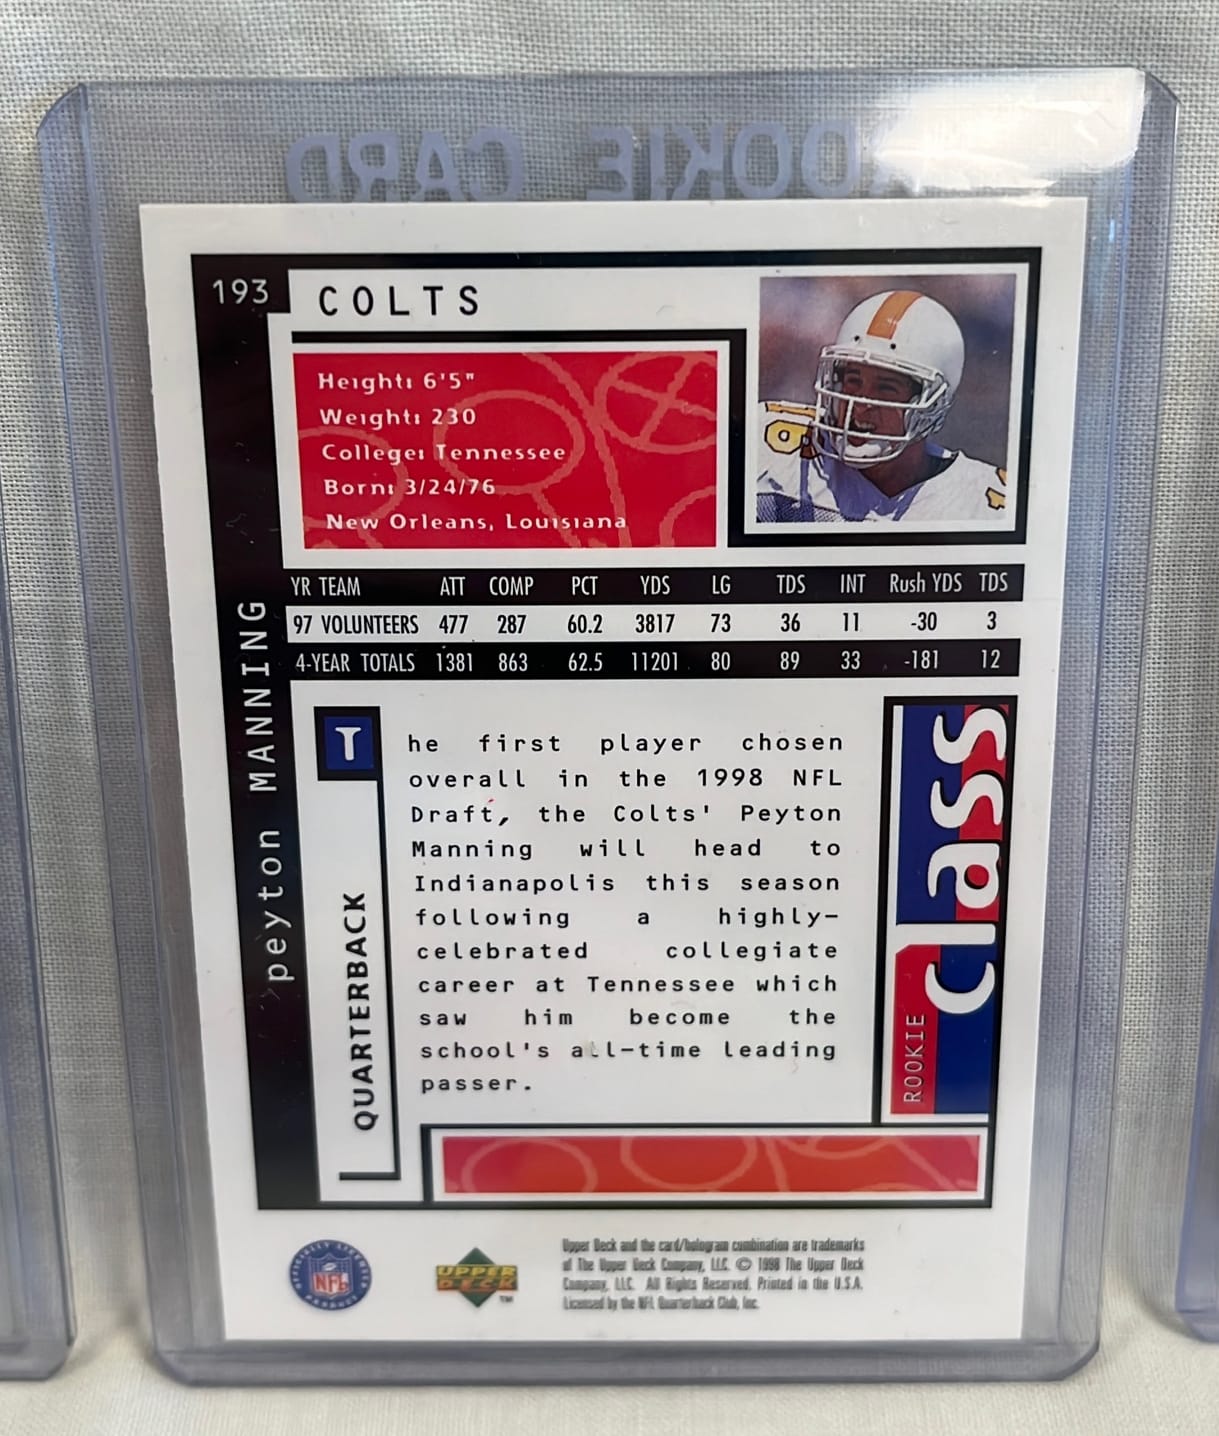 ROOKIE CARD
193
COLTS
Height: 6'5"
Weight: 230
College: Tennessee
Born: 3/24/76
New Orleans, Louisiana
YR TEAM ATT COMP PCT YDS LG TDS INT Rush YDS TDS
97 VOLUNTEERS 477 287 60.2 3817 73 36 11 -30 3
4-YEAR TOTALS 1381 863 62.5 11201 80 89 33 -181 12
peyton MANNING
QUARTERBACK
The first player chosen
overall in the 1998 NFL
Draft, the Colts' Peyton
Manning will head to
Indianapolis this season
following a highly-
celebrated collegiate
career at Tennessee which
saw him become the
school's all-time leading
passer.
ROOKIE
Class
OFFICIALLY LICENSED
NFL
PRODUCT
UPPER
DECK
TM
Upper Deck and the card/hologram combination are trademarks
of The Upper Deck Company, LLC. © 1998 The Upper Deck
Company, LLC. All Rights Reserved. Printed in the U.S.A.
Licensed by the NFL Quarterback Club, Inc.